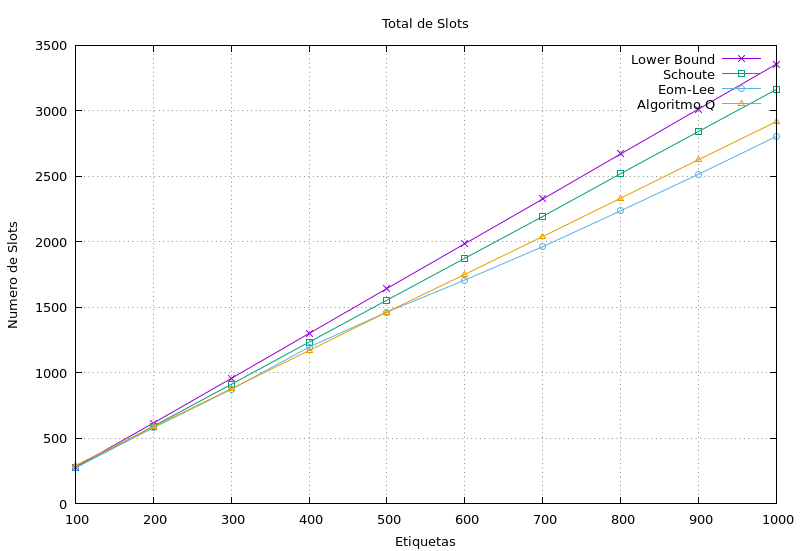 Total de Slots
3500
3000
2500
2000
1500
1000
500
0
Numero de Slots
Lower Bound
Schoute
Eom-Lee
Algoritmo Q
100 200 300 400 500 600 700 800 900 1000
Etiquetas